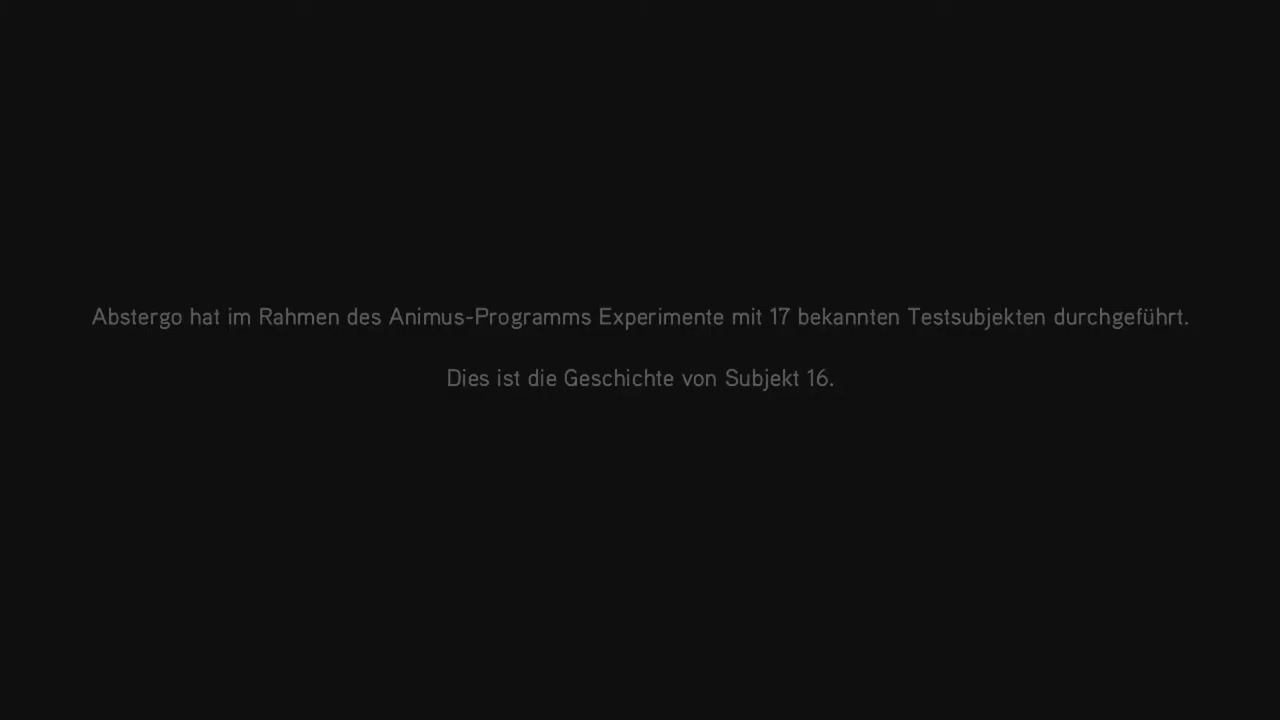 Abstergo hat im Rahmen des Animus-Programms Experimente mit 17 bekannten Testsubjekten durchgeführt.
Dies ist die Geschichte von Subjekt 16.